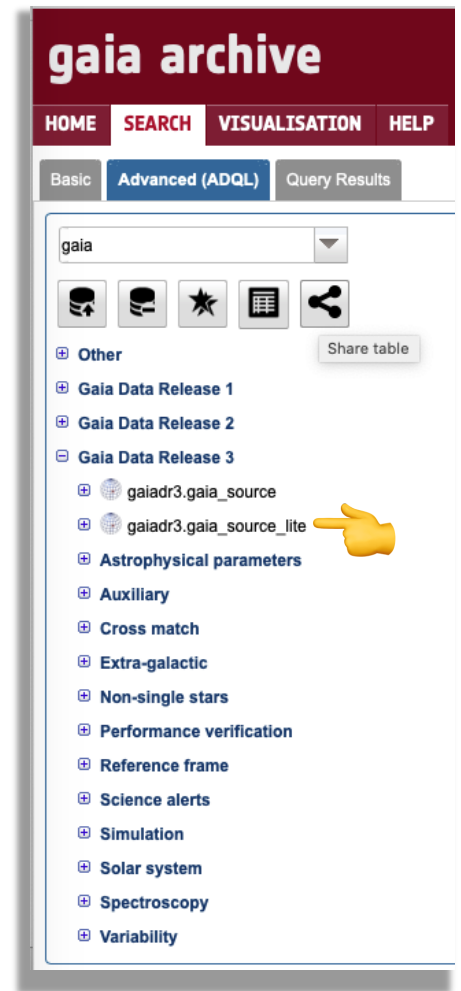 gaia archive
HOME SEARCH VISUALISATION HELP
Basic Advanced (ADQL) Query Results
gaia
Share table
Other
Gaia Data Release 1
Gaia Data Release 2
Gaia Data Release 3
gaiadr3.gaia_source
gaiadr3.gaia_source_lite
Astrophysical parameters
Auxiliary
Cross match
Extra-galactic
Non-single stars
Performance verification
Reference frame
Science alerts
Simulation
Solar system
Spectroscopy
Variability